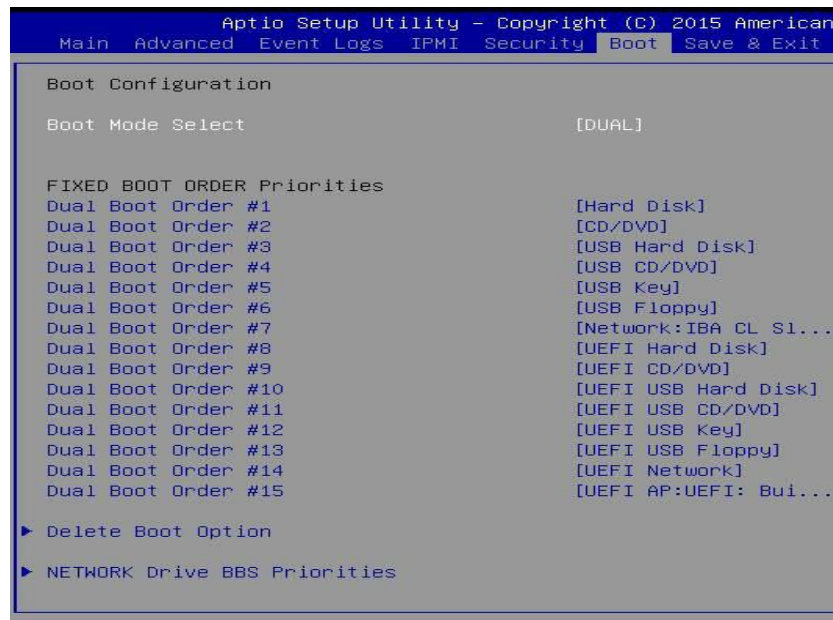 Aptio Setup Utility – Copyright (C) 2015 American
Main Advanced Event Logs IPMI Security Boot Save & Exit
Boot Configuration
Boot Mode Select [DUAL]
FIXED BOOT ORDER Priorities
Dual Boot Order #1 [Hard Disk]
Dual Boot Order #2 [CD/DVD]
Dual Boot Order #3 [USB Hard Disk]
Dual Boot Order #4 [USB CD/DVD]
Dual Boot Order #5 [USB Key]
Dual Boot Order #6 [USB Floppy]
Dual Boot Order #7 [Network:IBA CL Sl...
Dual Boot Order #8 [UEFI Hard Disk]
Dual Boot Order #9 [UEFI CD/DVD]
Dual Boot Order #10 [UEFI USB Hard Disk]
Dual Boot Order #11 [UEFI USB CD/DVD]
Dual Boot Order #12 [UEFI USB Key]
Dual Boot Order #13 [UEFI USB Floppy]
Dual Boot Order #14 [UEFI Network]
Dual Boot Order #15 [UEFI AP:UEFI: Bui...
Delete Boot Option
NETWORK Drive BBS Priorities